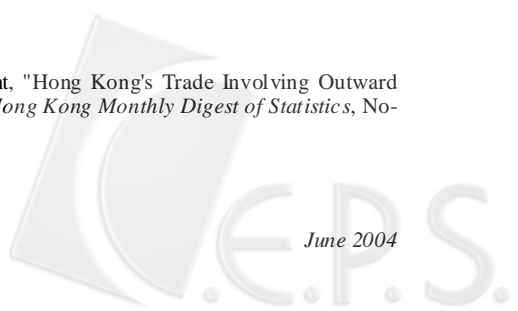 nt, "Hong Kong's Trade Involving Outward
Hong Kong Monthly Digest of Statistics, No-
June 2004
C.E.P.S.